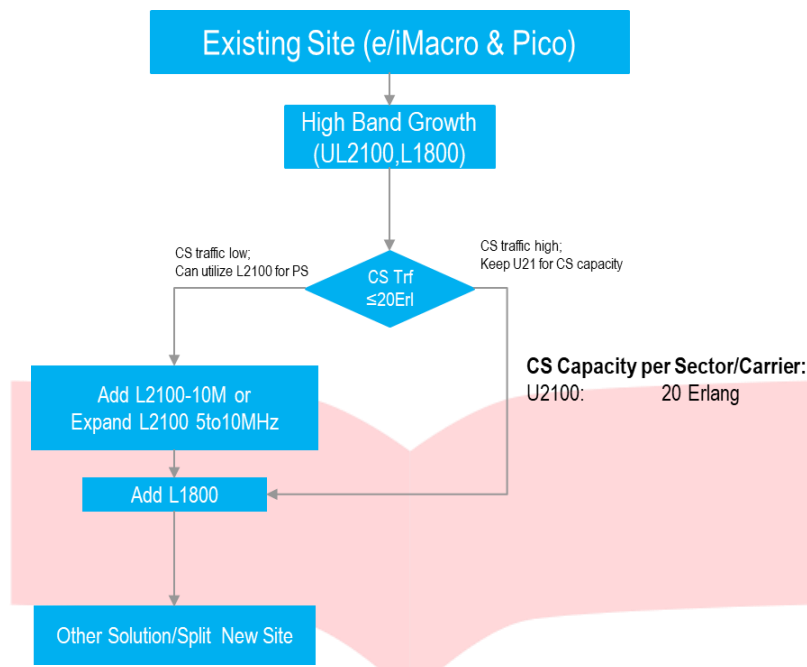 Existing Site (e/iMacro & Pico)
High Band Growth
(UL2100,L1800)
CS traffic low;
Can utilize L2100 for PS
CS traffic high;
Keep U21 for CS capacity
CS Trf
≤20Erl
CS Capacity per Sector/Carrier:
U2100: 20 Erlang
Add L2100-10M or
Expand L2100 5to10MHz
Add L1800
Other Solution/Split New Site